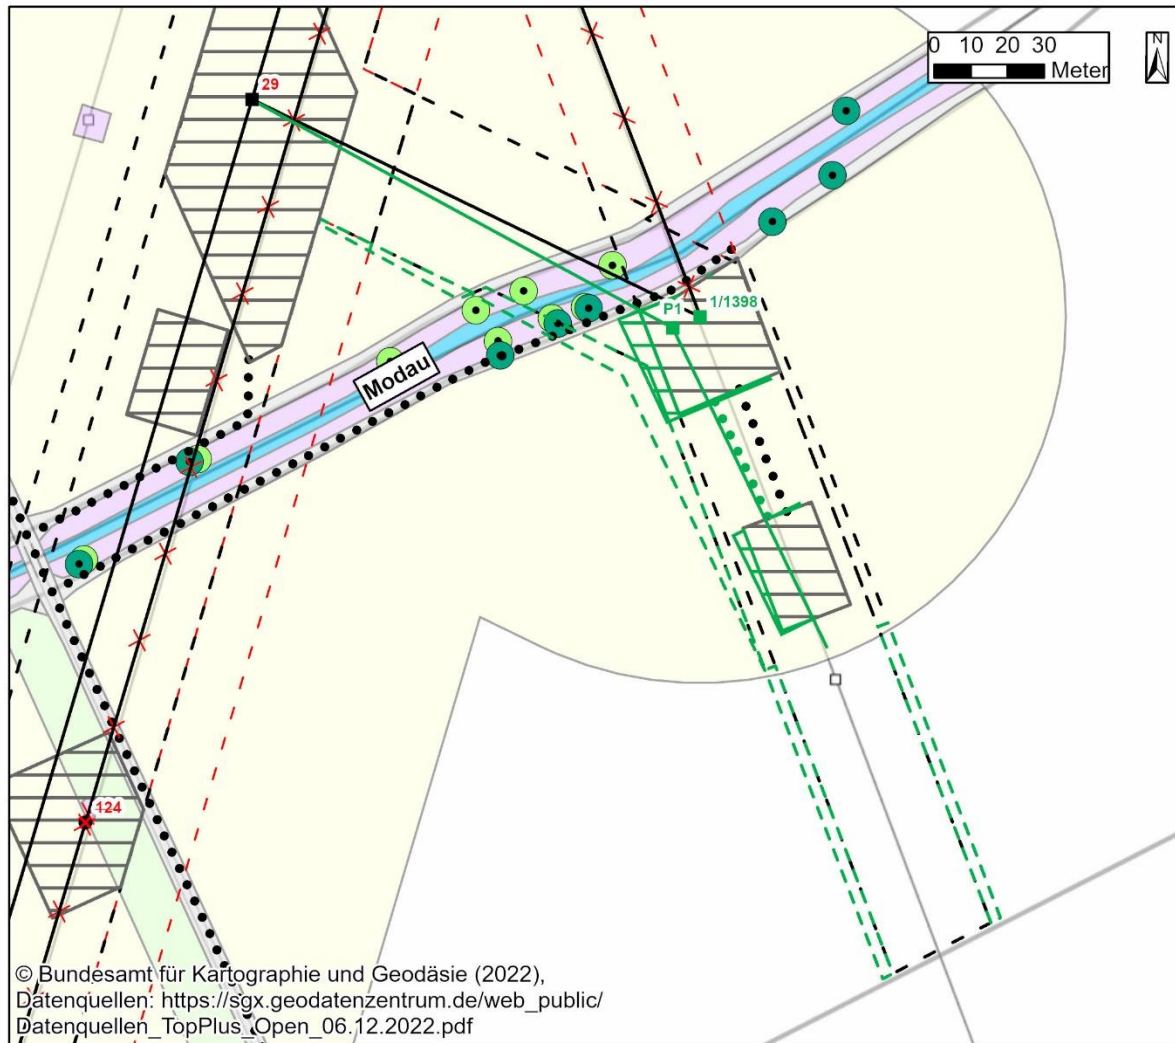 0 10 20 30
Meter
N
29
1/1398
P1
Modau
124
© Bundesamt für Kartographie und Geodäsie (2022),
Datenquellen: https://sgx.geodatenzentrum.de/web_public/
Datenquellen_TopPlus_Open_06.12.2022.pdf